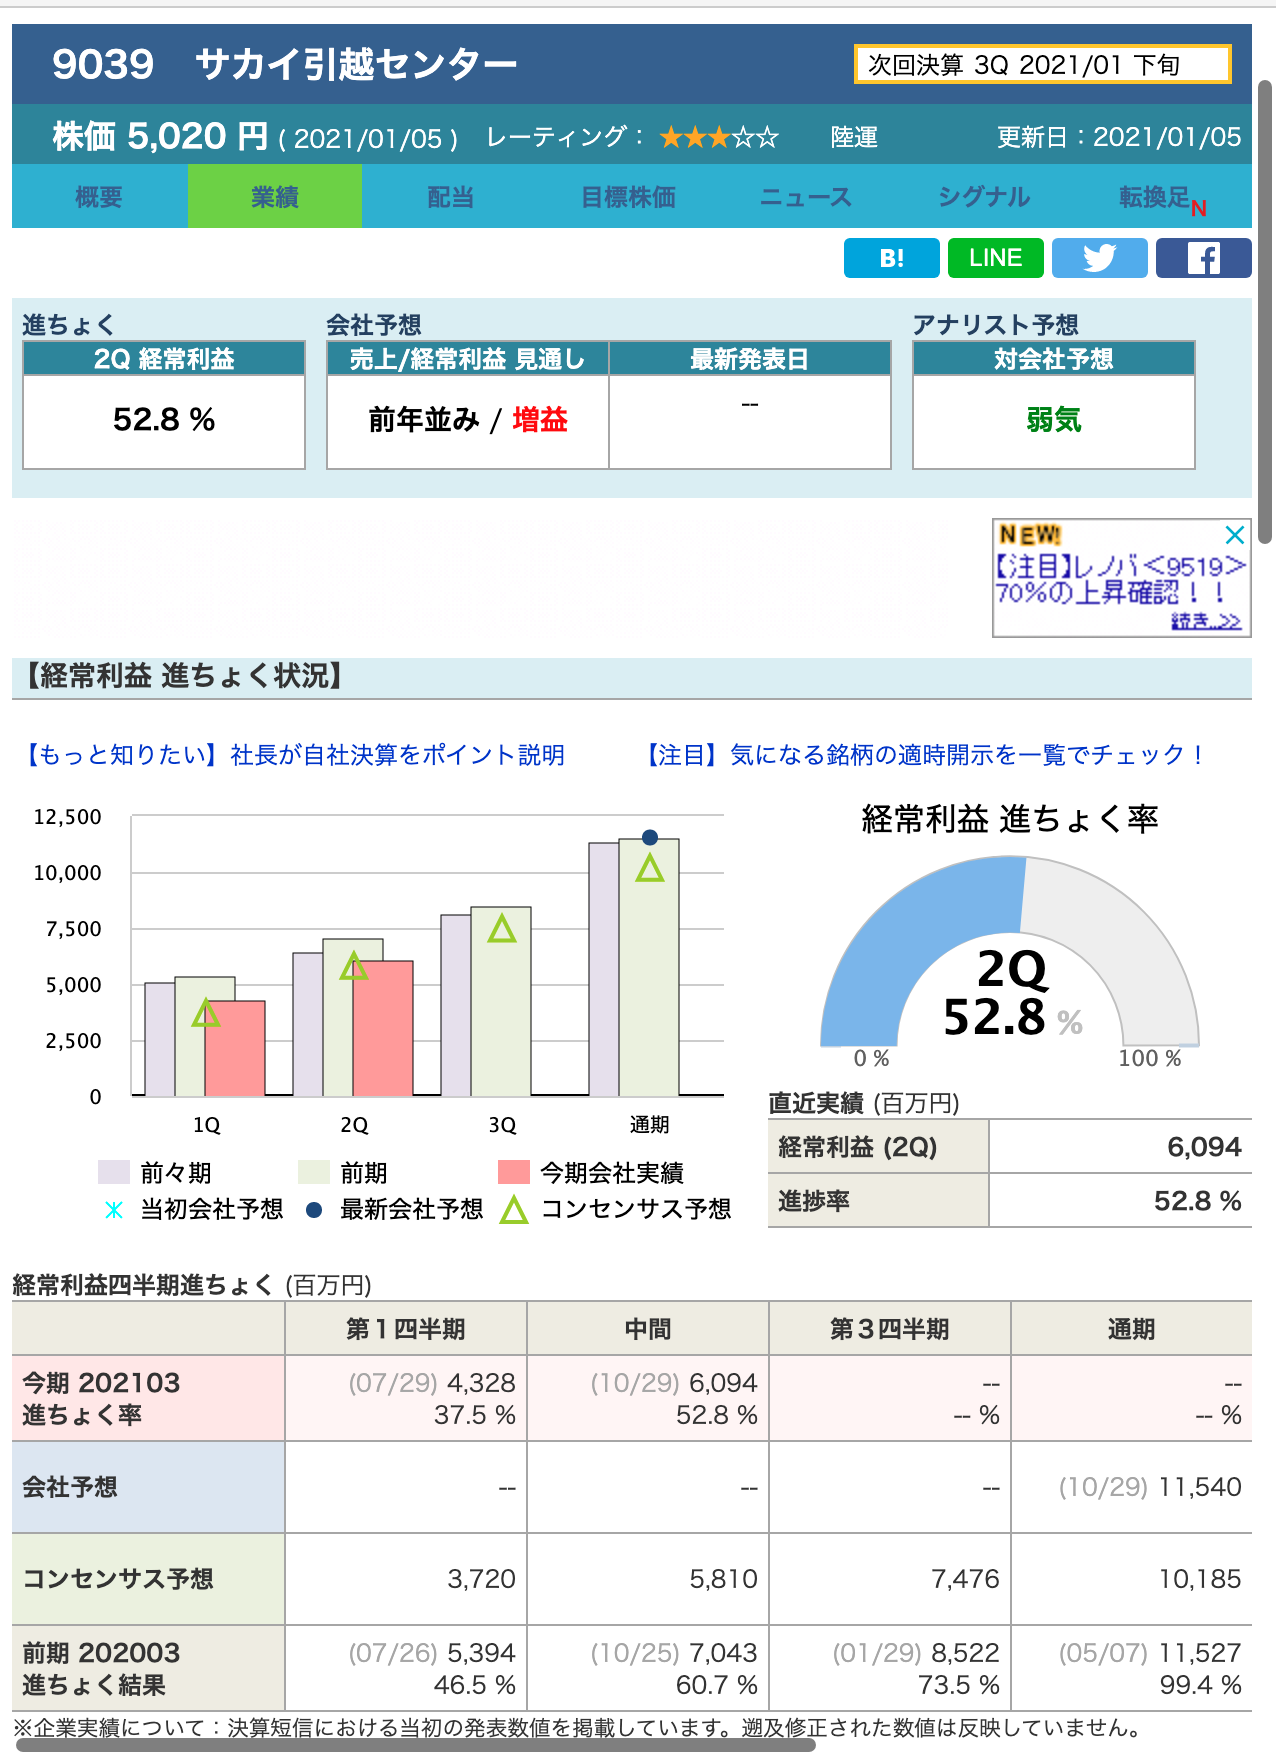 9039 サカイ引越センター
次回決算 3Q 2021/01 下旬
株価 5,020 円 ( 2021/01/05 ) レーティング： ★★★☆☆ 陸運 更新日：2021/01/05
概要 業績 配当 目標株価 ニュース シグナル 転換足N
B! LINE
進ちょく 会社予想 アナリスト予想
2Q 経常利益 売上/経常利益 見通し 最新発表日 対会社予想
52.8 % 前年並み / 増益 -- 弱気
NEW!
【注目】レノバ<9519>
70%の上昇確認！！
続き..>>
【経常利益 進ちょく状況】
【もっと知りたい】社長が自社決算をポイント説明 【注目】気になる銘柄の適時開示を一覧でチェック！
12,500
10,000
7,500
5,000
2,500
0
1Q 2Q 3Q 通期
前々期 前期 今期会社実績
当初会社予想 最新会社予想 コンセンサス予想
経常利益 進ちょく率
2Q
52.8 %
0 % 100 %
直近実績 (百万円)
経常利益 (2Q) 6,094
進捗率 52.8 %
経常利益四半期進ちょく (百万円)
第１四半期 中間 第３四半期 通期
今期 202103 (07/29) 4,328 (10/29) 6,094 -- --
進ちょく率 37.5 % 52.8 % -- % -- %
会社予想 -- -- -- (10/29) 11,540
コンセンサス予想 3,720 5,810 7,476 10,185
前期 202003 (07/26) 5,394 (10/25) 7,043 (01/29) 8,522 (05/07) 11,527
進ちょく結果 46.5 % 60.7 % 73.5 % 99.4 %
※企業実績について：決算短信における当初の発表数値を掲載しています。遡及修正された数値は反映していません。